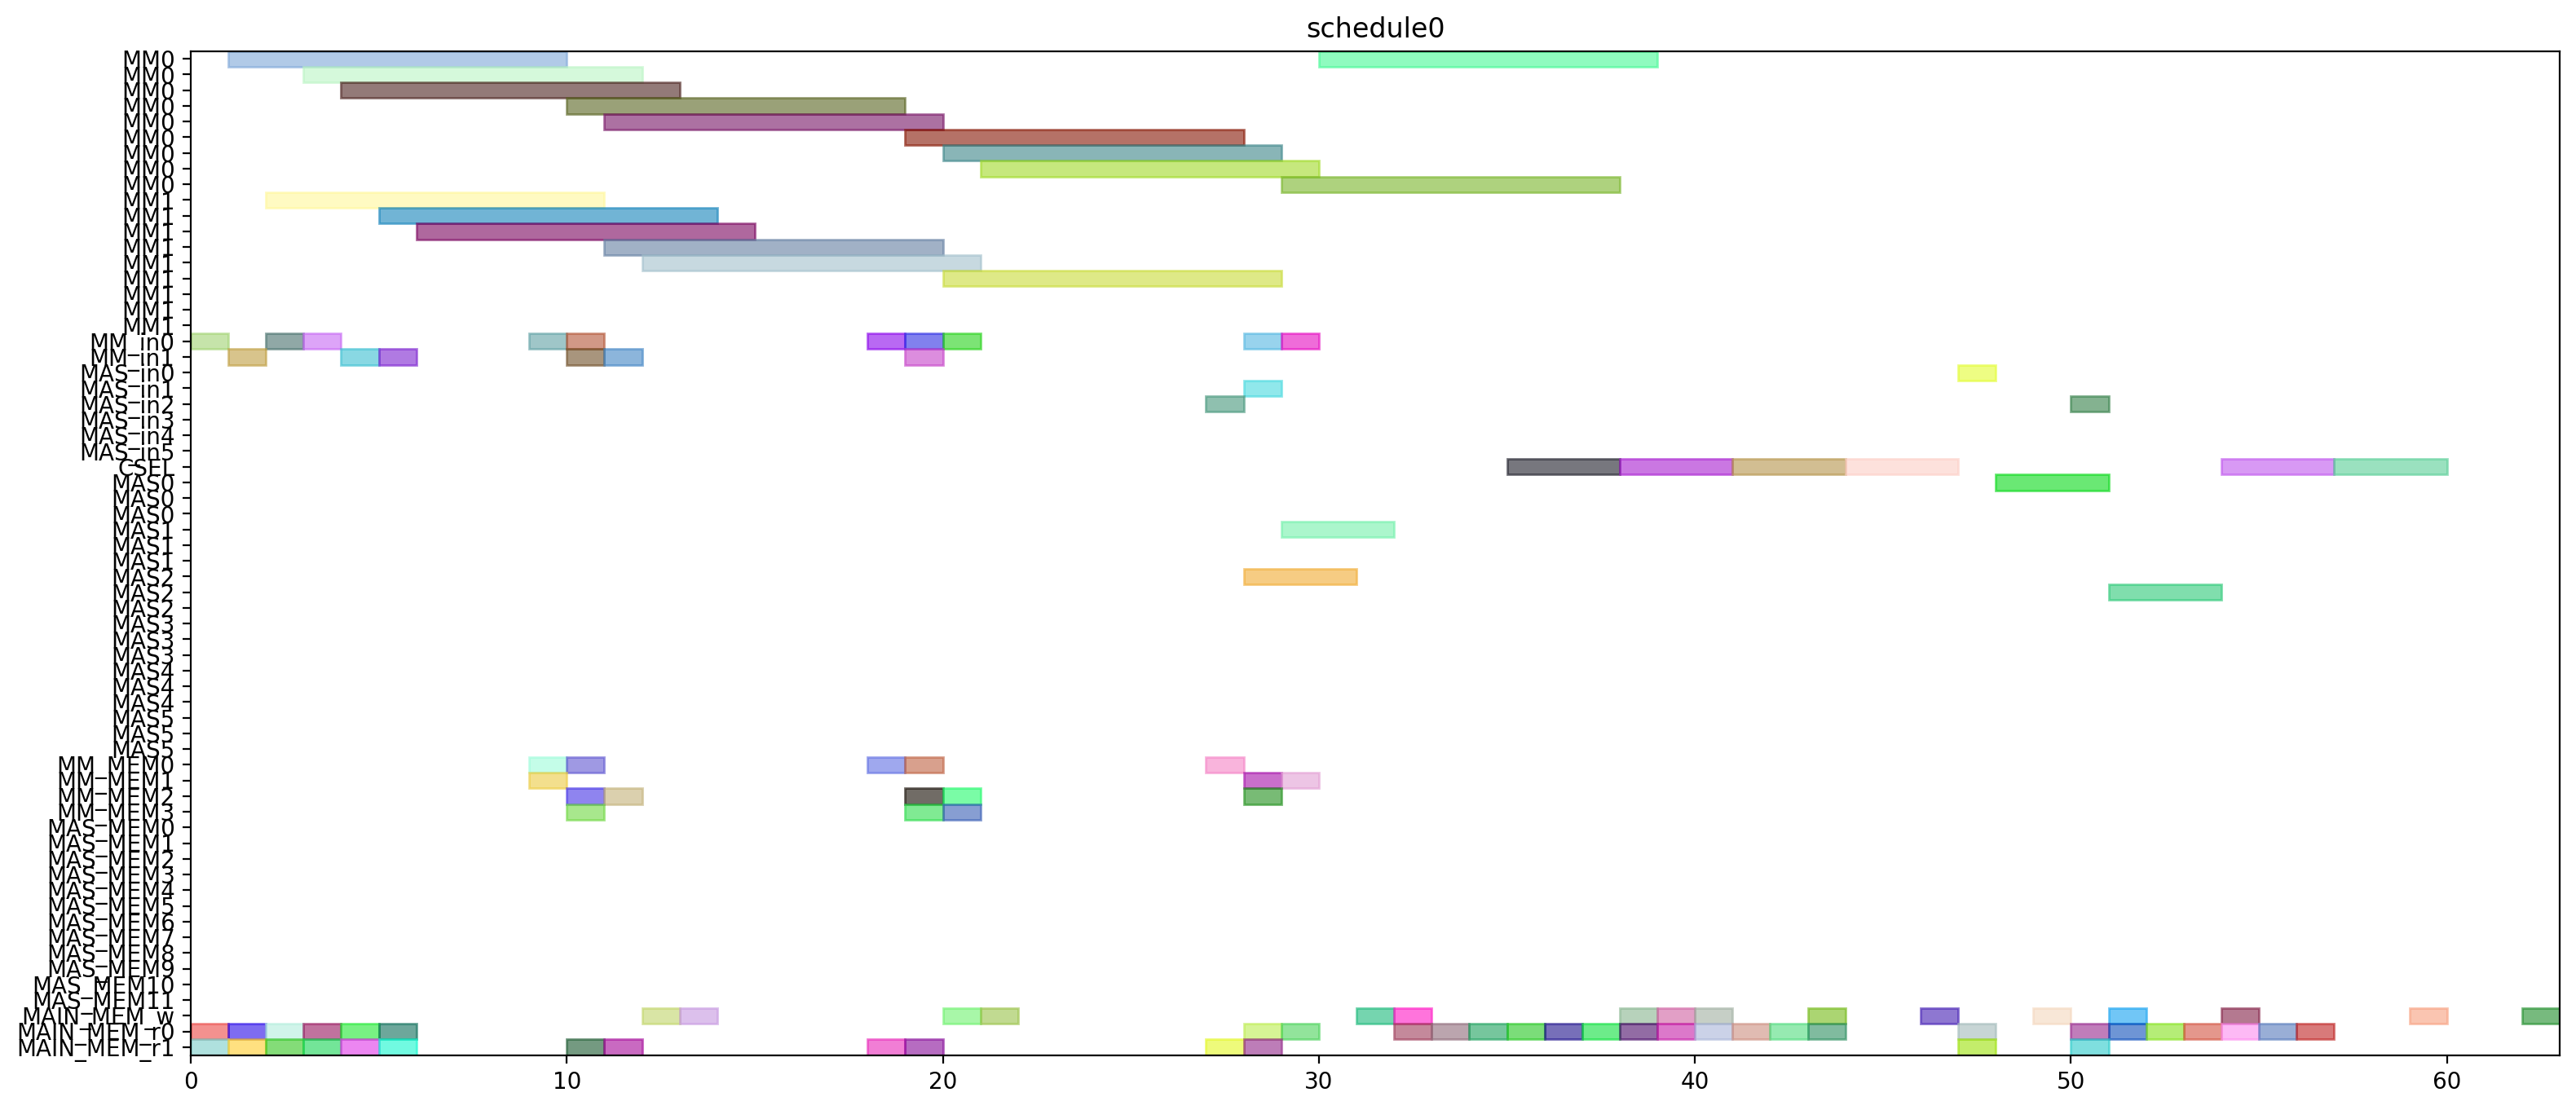 schedule0
MM0
MM0
MM0
MM0
MM0
MM0
MM0
MM0
MM0
MM1
MM1
MM1
MM1
MM1
MM1
MM1
MM1
MM1
MM_in0
MM_in1
MAS_in0
MAS_in1
MAS_in2
MAS_in3
MAS_in4
MAS_in5
CSEL
MAS0
MAS0
MAS0
MAS1
MAS1
MAS1
MAS2
MAS2
MAS2
MAS3
MAS3
MAS3
MAS4
MAS4
MAS4
MAS5
MAS5
MAS5
MM_MEM0
MM_MEM1
MM_MEM2
MM_MEM3
MAS_MEM0
MAS_MEM1
MAS_MEM2
MAS_MEM3
MAS_MEM4
MAS_MEM5
MAS_MEM6
MAS_MEM7
MAS_MEM8
MAS_MEM9
MAS_MEM10
MAS_MEM11
MAIN_MEM_w
MAIN_MEM_r0
MAIN_MEM_r1
0 10 20 30 40 50 60